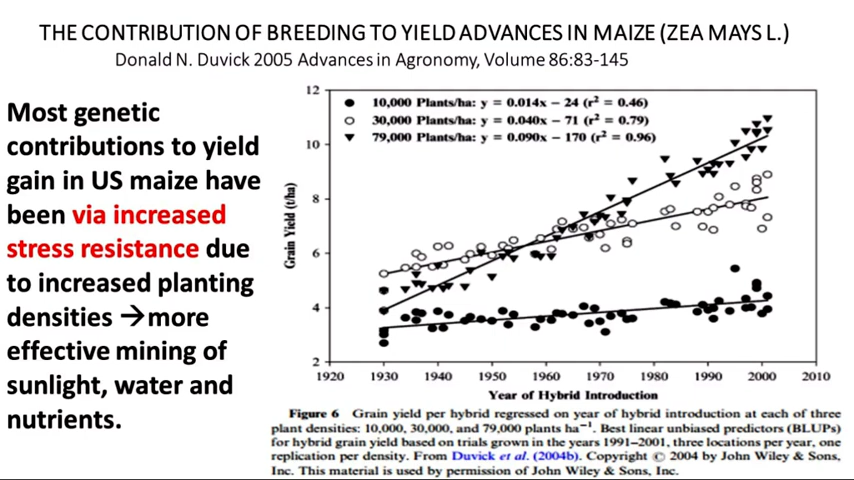 THE CONTRIBUTION OF BREEDING TO YIELD ADVANCES IN MAIZE (ZEA MAYS L.)
Donald N. Duvick 2005 Advances in Agronomy, Volume 86:83-145
Most genetic
contributions to yield
gain in US maize have
been via increased
stress resistance due
to increased planting
densities →more
effective mining of
sunlight, water and
nutrients.
12
10
8
6
4
2
Grain Yield (t/ha)
10,000 Plants/ha: y = 0.014x − 24 (r² = 0.46)
30,000 Plants/ha: y = 0.040x − 71 (r² = 0.79)
79,000 Plants/ha: y = 0.090x − 170 (r² = 0.96)
1920 1930 1940 1950 1960 1970 1980 1990 2000 2010
Year of Hybrid Introduction
Figure 6 Grain yield per hybrid regressed on year of hybrid introduction at each of three
plant densities: 10,000, 30,000, and 79,000 plants ha⁻¹. Best linear unbiased predictors (BLUPs)
for hybrid grain yield based on trials grown in the years 1991–2001, three locations per year, one
replication per density. From Duvick et al. (2004b). Copyright © 2004 by John Wiley & Sons,
Inc. This material is used by permission of John Wiley & Sons, Inc.